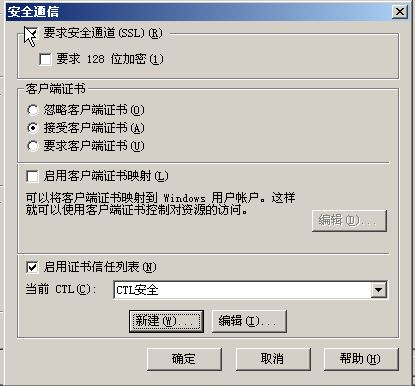 安全通信
要求安全通道(SSL)(R)
要求 128 位加密(1)
客户端证书
忽略客户端证书(O)
接受客户端证书(A)
要求客户端证书(U)
启用客户端证书映射(L)
可以将客户端证书映射到 Windows 用户帐户。这样
就可以使用客户端证书控制对资源的访问。
编辑(D)...
启用证书信任列表(N)
当前 CTL(C):
CTL安全
新建(W)...
编辑(I)...
确定
取消
帮助(H)